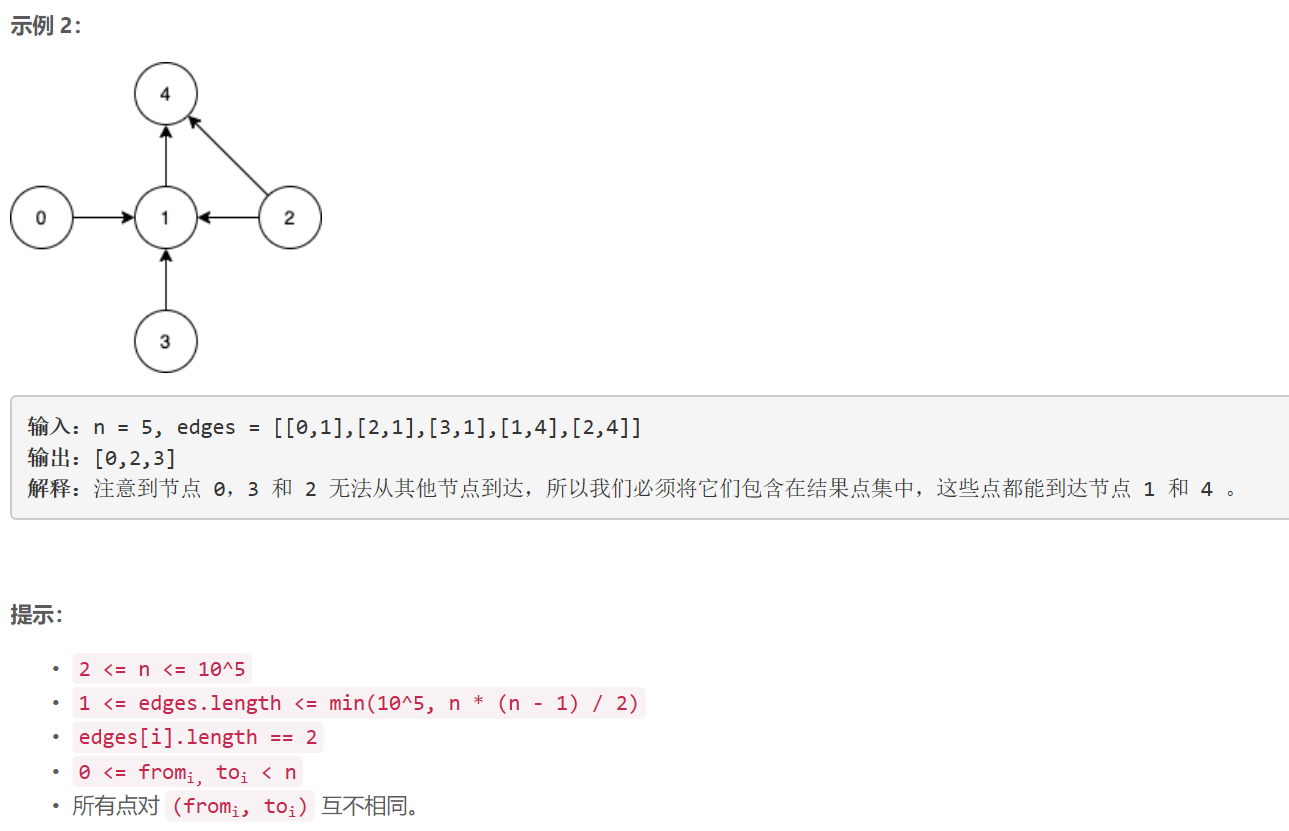 示例 2：
4
0
1
2
3
输入：n = 5, edges = [[0,1],[2,1],[3,1],[1,4],[2,4]]
输出：[0,2,3]
解释：注意到节点 0，3 和 2 无法从其他节点到达，所以我们必须将它们包含在结果点集中，这些点都能到达节点 1 和 4 。
提示：
• 2 <= n <= 10^5
• 1 <= edges.length <= min(10^5, n * (n - 1) / 2)
• edges[i].length == 2
• 0 <= fromᵢ, toᵢ < n
• 所有点对 (fromᵢ, toᵢ) 互不相同。